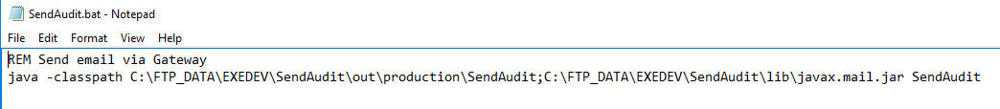 SendAudit.bat - Notepad
File Edit Format View Help
REM Send email via Gateway
java -classpath C:\FTP_DATA\EXEDEV\SendAudit\out\production\SendAudit;C:\FTP_DATA\EXEDEV\SendAudit\lib\javax.mail.jar SendAudit